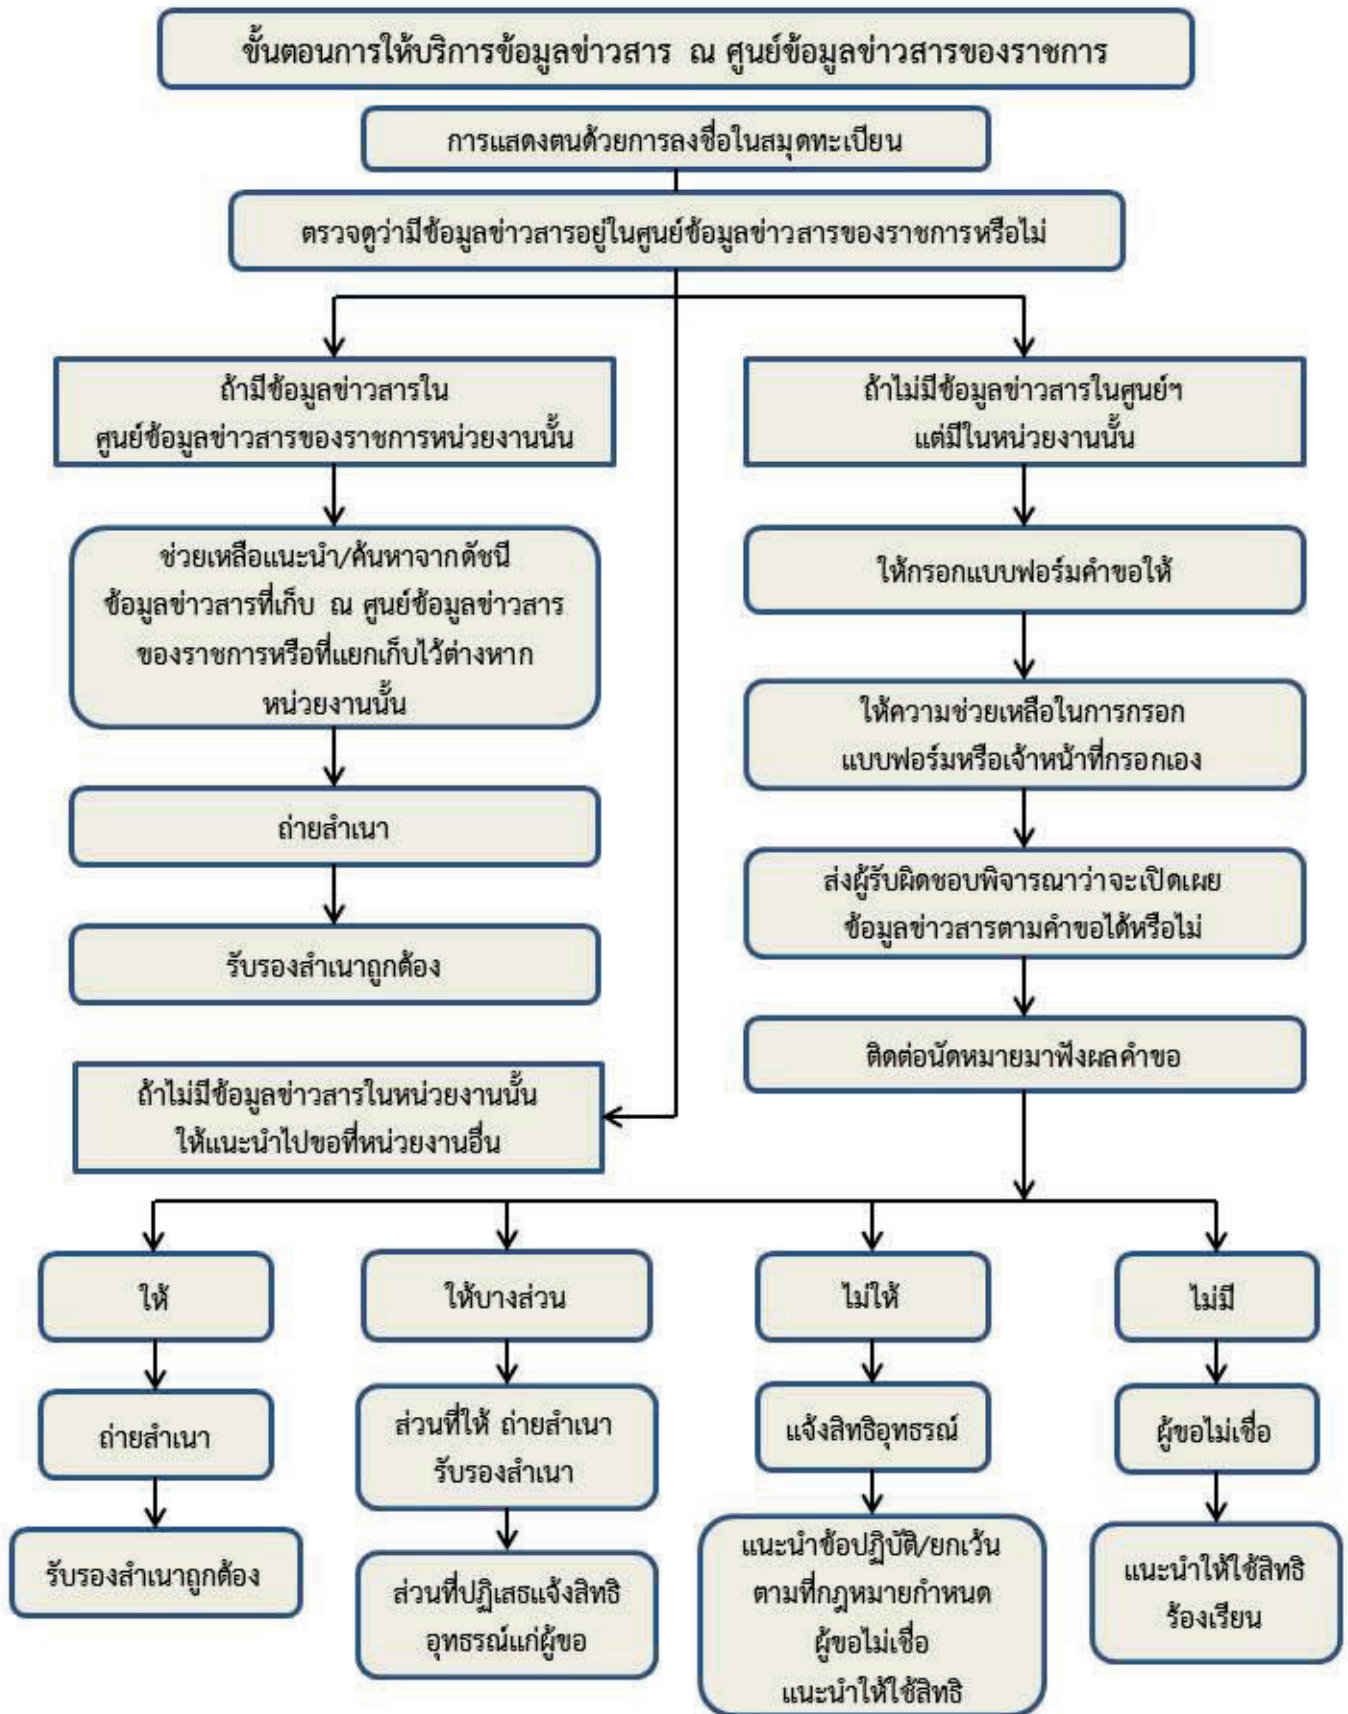 ขั้นตอนการให้บริการข้อมูลข่าวสาร ณ ศูนย์ข้อมูลข่าวสารของราชการ
การแสดงตนด้วยการลงชื่อในสมุดทะเบียน
ตรวจดูว่ามีข้อมูลข่าวสารอยู่ในศูนย์ข้อมูลข่าวสารของราชการหรือไม่
ถ้ามีข้อมูลข่าวสารใน
ศูนย์ข้อมูลข่าวสารของราชการหน่วยงานนั้น
ช่วยเหลือแนะนำ/ค้นหาจากดัชนี
ข้อมูลข่าวสารที่เก็บ ณ ศูนย์ข้อมูลข่าวสาร
ของราชการหรือที่แยกเก็บไว้ต่างหาก
หน่วยงานนั้น
ถ่ายสำเนา
รับรองสำเนาถูกต้อง
ถ้าไม่มีข้อมูลข่าวสารในศูนย์ฯ
แต่มีในหน่วยงานนั้น
ให้กรอกแบบฟอร์มคำขอให้
ให้ความช่วยเหลือในการกรอก
แบบฟอร์มหรือเจ้าหน้าที่กรอกเอง
ส่งผู้รับผิดชอบพิจารณาว่าจะเปิดเผย
ข้อมูลข่าวสารตามคำขอได้หรือไม่
ติดต่อนัดหมายมาฟังผลคำขอ
ถ้าไม่มีข้อมูลข่าวสารในหน่วยงานนั้น
ให้แนะนำไปขอที่หน่วยงานอื่น
ให้
ถ่ายสำเนา
รับรองสำเนาถูกต้อง
ให้บางส่วน
ส่วนที่ให้ ถ่ายสำเนา
รับรองสำเนา
ส่วนที่ปฏิเสธแจ้งสิทธิ
อุทธรณ์แก่ผู้ขอ
ไม่ให้
แจ้งสิทธิอุทธรณ์
แนะนำข้อปฏิบัติ/ยกเว้น
ตามที่กฎหมายกำหนด
ผู้ขอไม่เชื่อ
แนะนำให้ใช้สิทธิ
ไม่มี
ผู้ขอไม่เชื่อ
แนะนำให้ใช้สิทธิ
ร้องเรียน